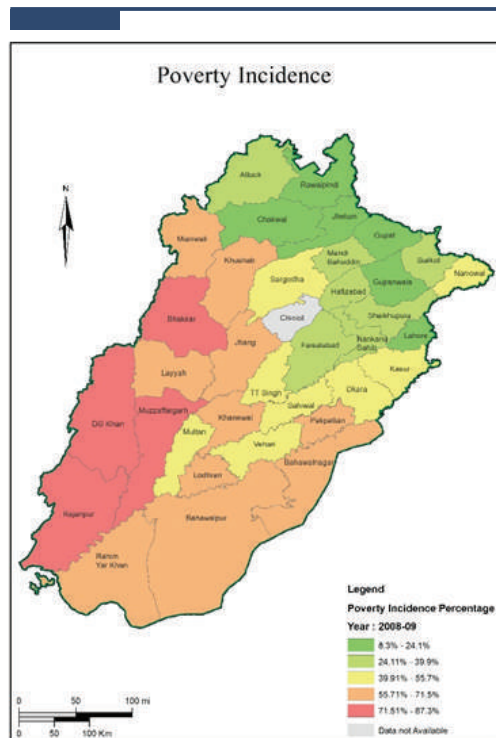 Poverty Incidence
N
Attock
Rawalpindi
Chakwal
Jhelum
Gujrat
Mianwali
Khushab
Mandi
Bahuddin
Sialkot
Narowal
Sargodha
Hafizabad
Gujranwala
Bhakkar
Chiniot
Sheikhupura
Jhang
Faisalabad
Nankana
Sahib
Lahore
Layyah
TT Singh
Okara
Kasur
DG Khan
Muzzaffargarh
Khanewal
Sahiwal
Multan
Pakpattan
Vehari
Lodhran
Bahawalnagar
Rajanpur
Bahawalpur
Rahim
Yar Khan
Legend
Poverty Incidence Percentage
Year : 2008-09
8.3% - 24.1%
24.11% - 39.9%
39.91% - 55.7%
55.71% - 71.5%
71.51% - 87.3%
Data not Available
0 50 100 mi
0 50 100 Km